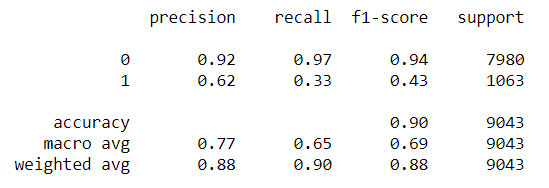 precision recall f1-score support
0 0.92 0.97 0.94 7980
1 0.62 0.33 0.43 1063
accuracy 0.90 9043
macro avg 0.77 0.65 0.69 9043
weighted avg 0.88 0.90 0.88 9043